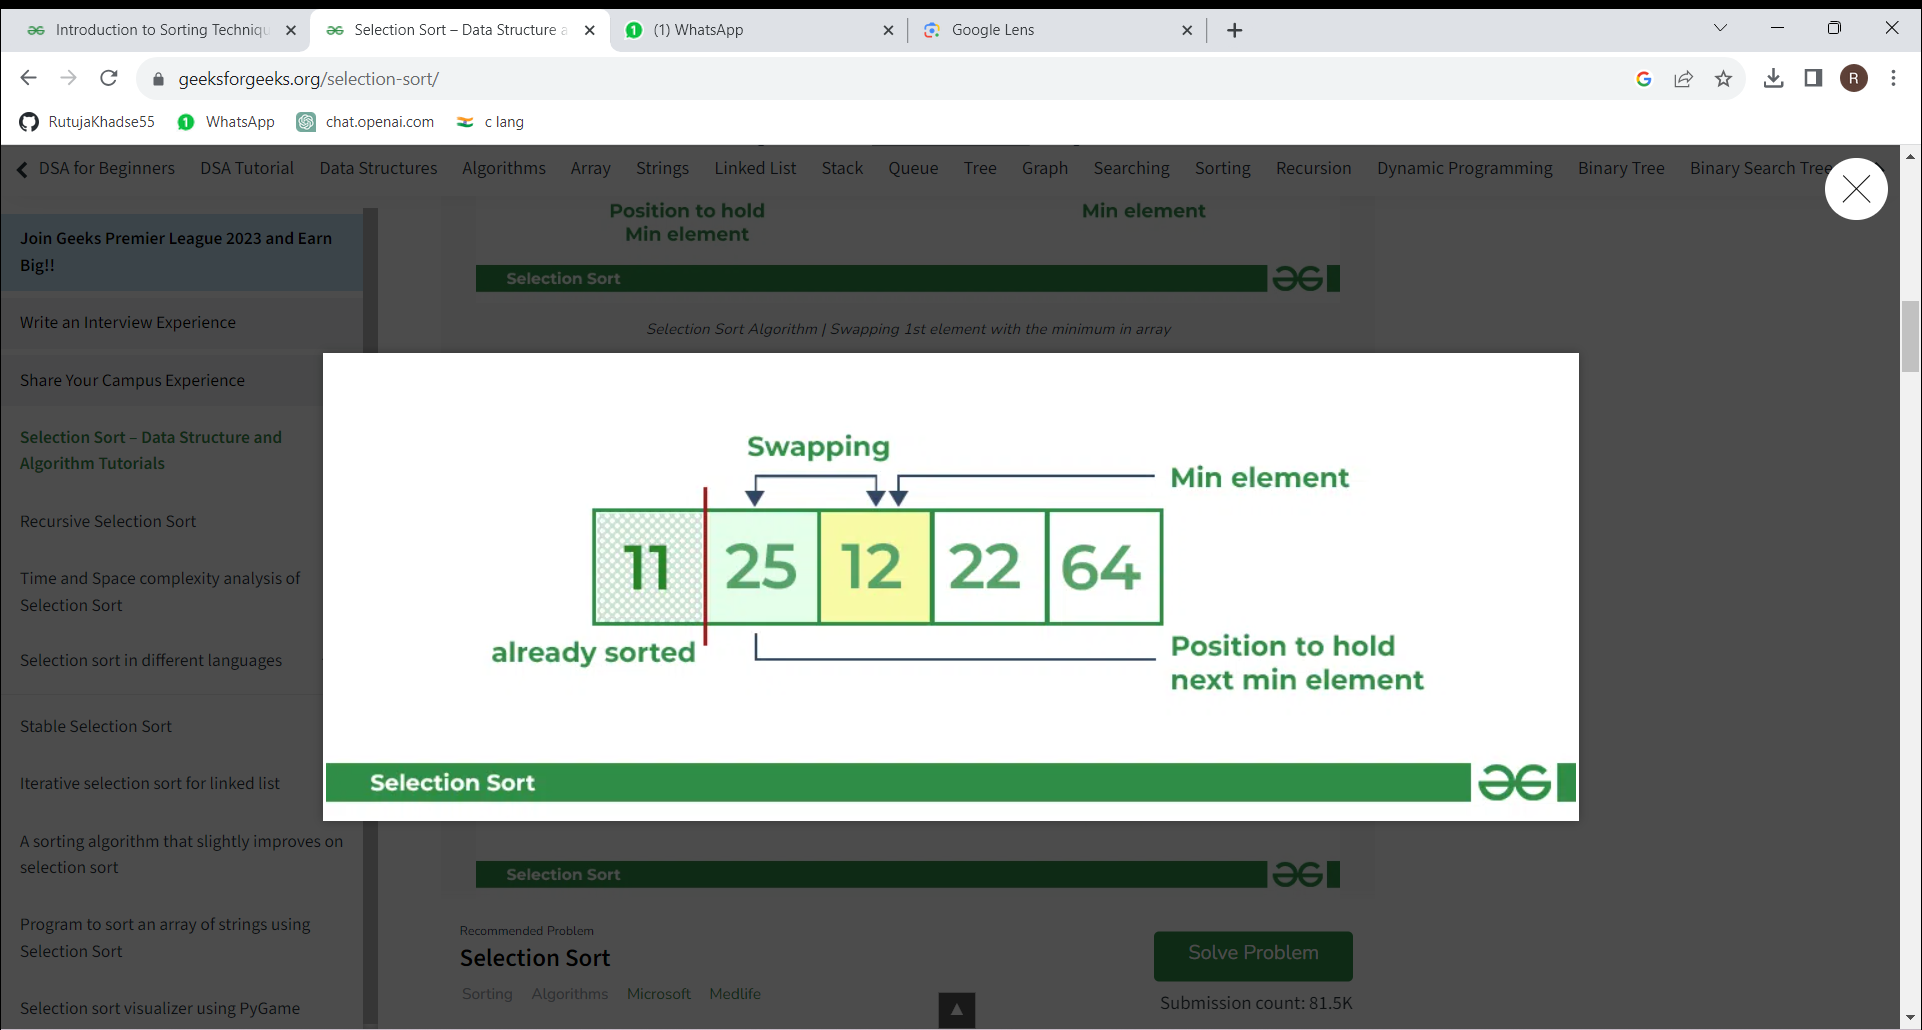 Introduction to Sorting Techniqu
Selection Sort – Data Structure a
(1) WhatsApp
Google Lens
geeksforgeeks.org/selection-sort/
R
RutujaKhadse55
WhatsApp
chat.openai.com
c lang
DSA for Beginners DSA Tutorial Data Structures Algorithms Array Strings Linked List Stack Queue Tree Graph Searching Sorting Recursion Dynamic Programming Binary Tree Binary Search Tree
Join Geeks Premier League 2023 and Earn
Big!!
Write an Interview Experience
Share Your Campus Experience
Selection Sort – Data Structure and
Algorithm Tutorials
Recursive Selection Sort
Time and Space complexity analysis of
Selection Sort
Selection sort in different languages
Stable Selection Sort
Iterative selection sort for linked list
A sorting algorithm that slightly improves on
selection sort
Program to sort an array of strings using
Selection Sort
Selection sort visualizer using PyGame
Position to hold
Min element
Min element
Selection Sort
Selection Sort Algorithm | Swapping 1st element with the minimum in array
Swapping
Min element
11 25 12 22 64
already sorted
Position to hold
next min element
Selection Sort
Selection Sort
Recommended Problem
Selection Sort
Sorting Algorithms Microsoft Medlife
Solve Problem
Submission count: 81.5K